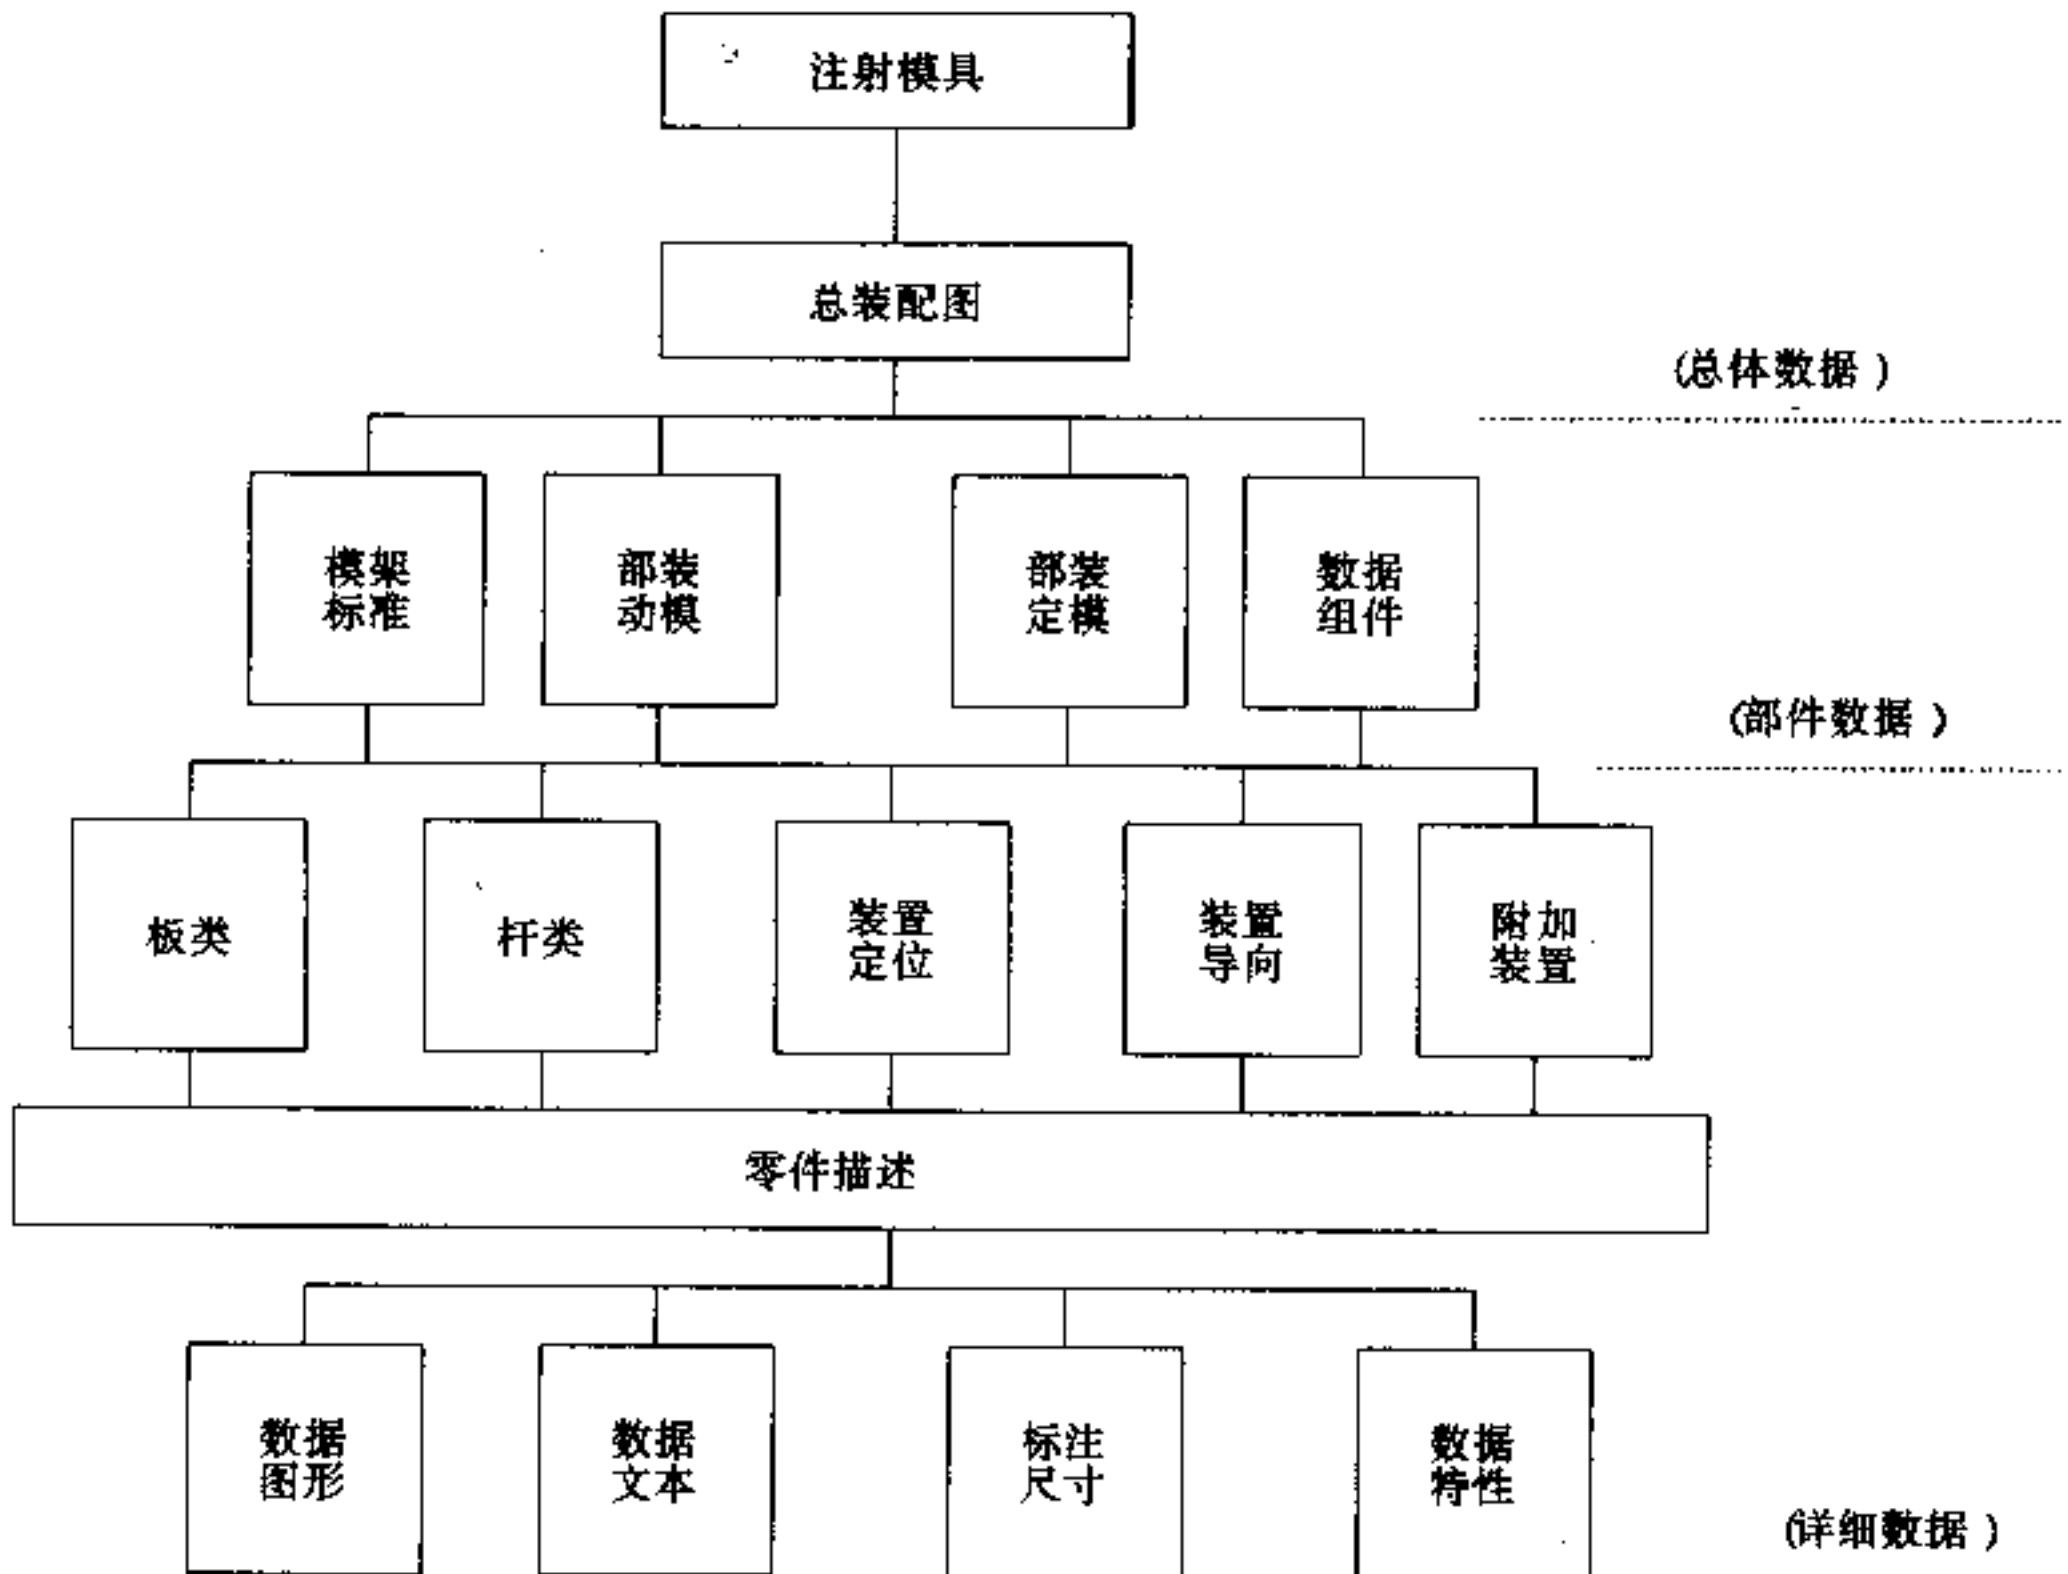 注射模具
总装配图
(总体数据)
模架
标准
部装
动模
部装
定模
数据
组件
(部件数据)
板类
杆类
装置
定位
装置
导向
附加
装置
零件描述
数据
图形
数据
文本
标注
尺寸
数据
特性
(详细数据)